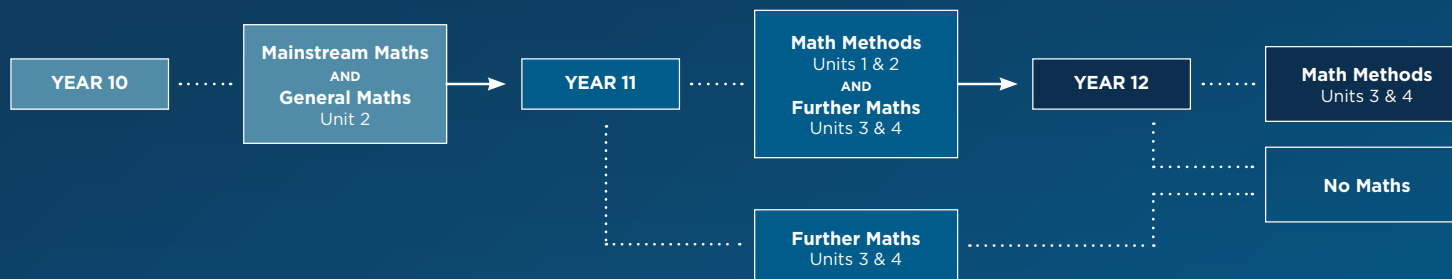 YEAR 10
Mainstream Maths
AND
General Maths
Unit 2
YEAR 11
Math Methods
Units 1 & 2
AND
Further Maths
Units 3 & 4
YEAR 12
Math Methods
Units 3 & 4
No Maths
Further Maths
Units 3 & 4